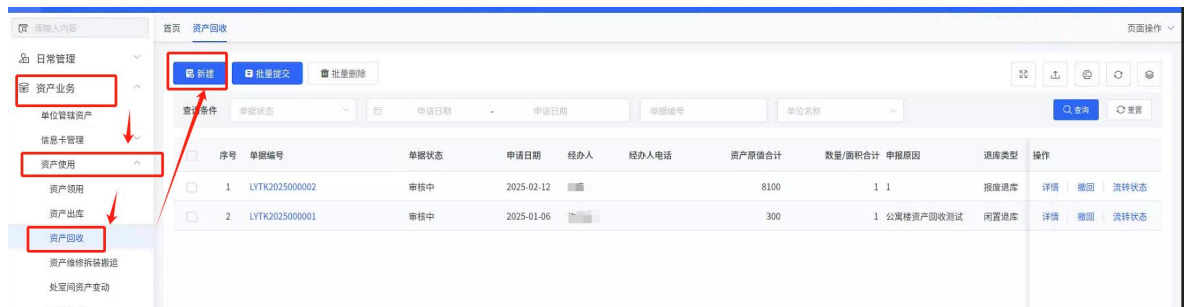 请输入内容
首页 资产回收 页面操作
日常管理
资产业务
单位管辖资产
信息卡管理
资产使用
资产领用
资产出库
资产回收
资产维修拆装搬运
处室间资产变动
新建 批量提交 批量删除
查询条件 单据状态 申请日期 - 申请日期 单据编号 单位名称 查询 重置
序号 单据编号 单据状态 申请日期 经办人 经办人电话 资产原值合计 数量/面积合计 申报原因 退库类型 操作
1 LYTK2025000002 审核中 2025-02-12 8100 1 1 报废退库 详情 撤回 流转状态
2 LYTK2025000001 审核中 2025-01-06 300 1 公寓楼资产回收测试 闲置退库 详情 撤回 流转状态